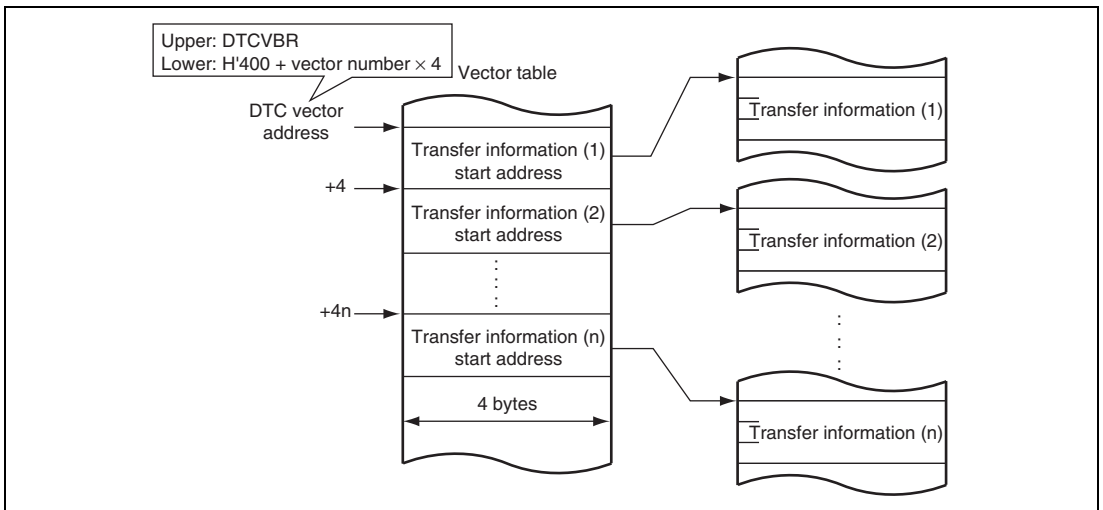 Upper: DTCVBR
Lower: H'400 + vector number × 4
Vector table
DTC vector
address
Transfer information (1)
start address
+4
Transfer information (2)
start address
+4n
Transfer information (n)
start address
4 bytes
Transfer information (1)
Transfer information (2)
Transfer information (n)